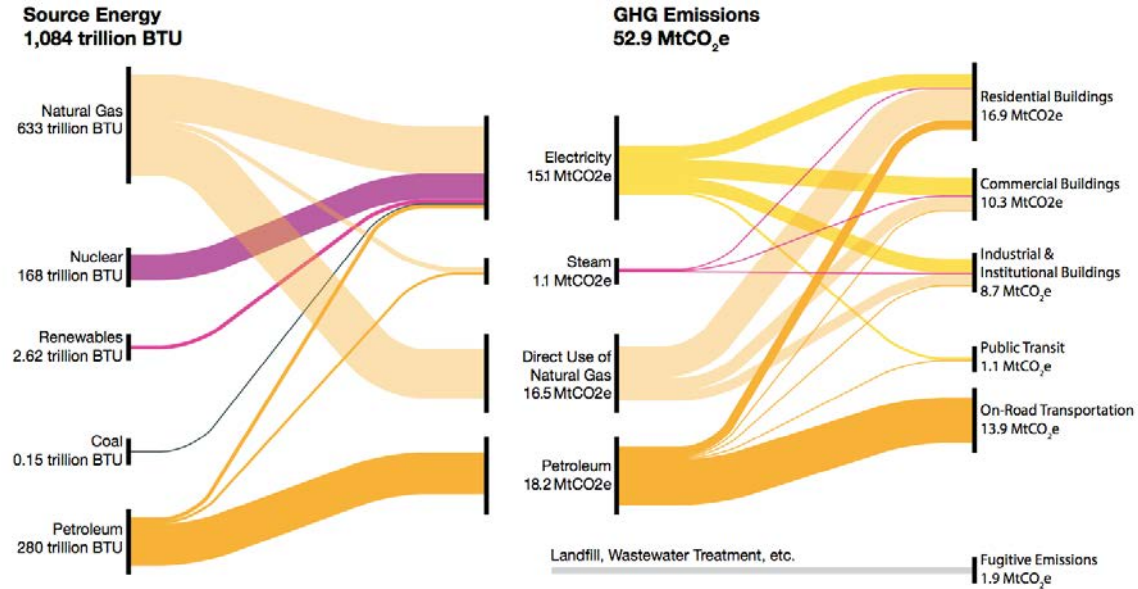 Source Energy
1,084 trillion BTU
Natural Gas
633 trillion BTU
Nuclear
168 trillion BTU
Renewables
2.62 trillion BTU
Coal
0.15 trillion BTU
Petroleum
280 trillion BTU
GHG Emissions
52.9 MtCO₂e
Electricity
151 MtCO2e
Steam
1.1 MtCO2e
Direct Use of
Natural Gas
16.5 MtCO2e
Petroleum
18.2 MtCO2e
Landfill, Wastewater Treatment, etc.
Residential Buildings
16.9 MtCO2e
Commercial Buildings
10.3 MtCO2e
Industrial &
Institutional Buildings
8.7 MtCO₂e
Public Transit
1.1 MtCO₂e
On-Road Transportation
13.9 MtCO₂e
Fugitive Emissions
1.9 MtCO₂e